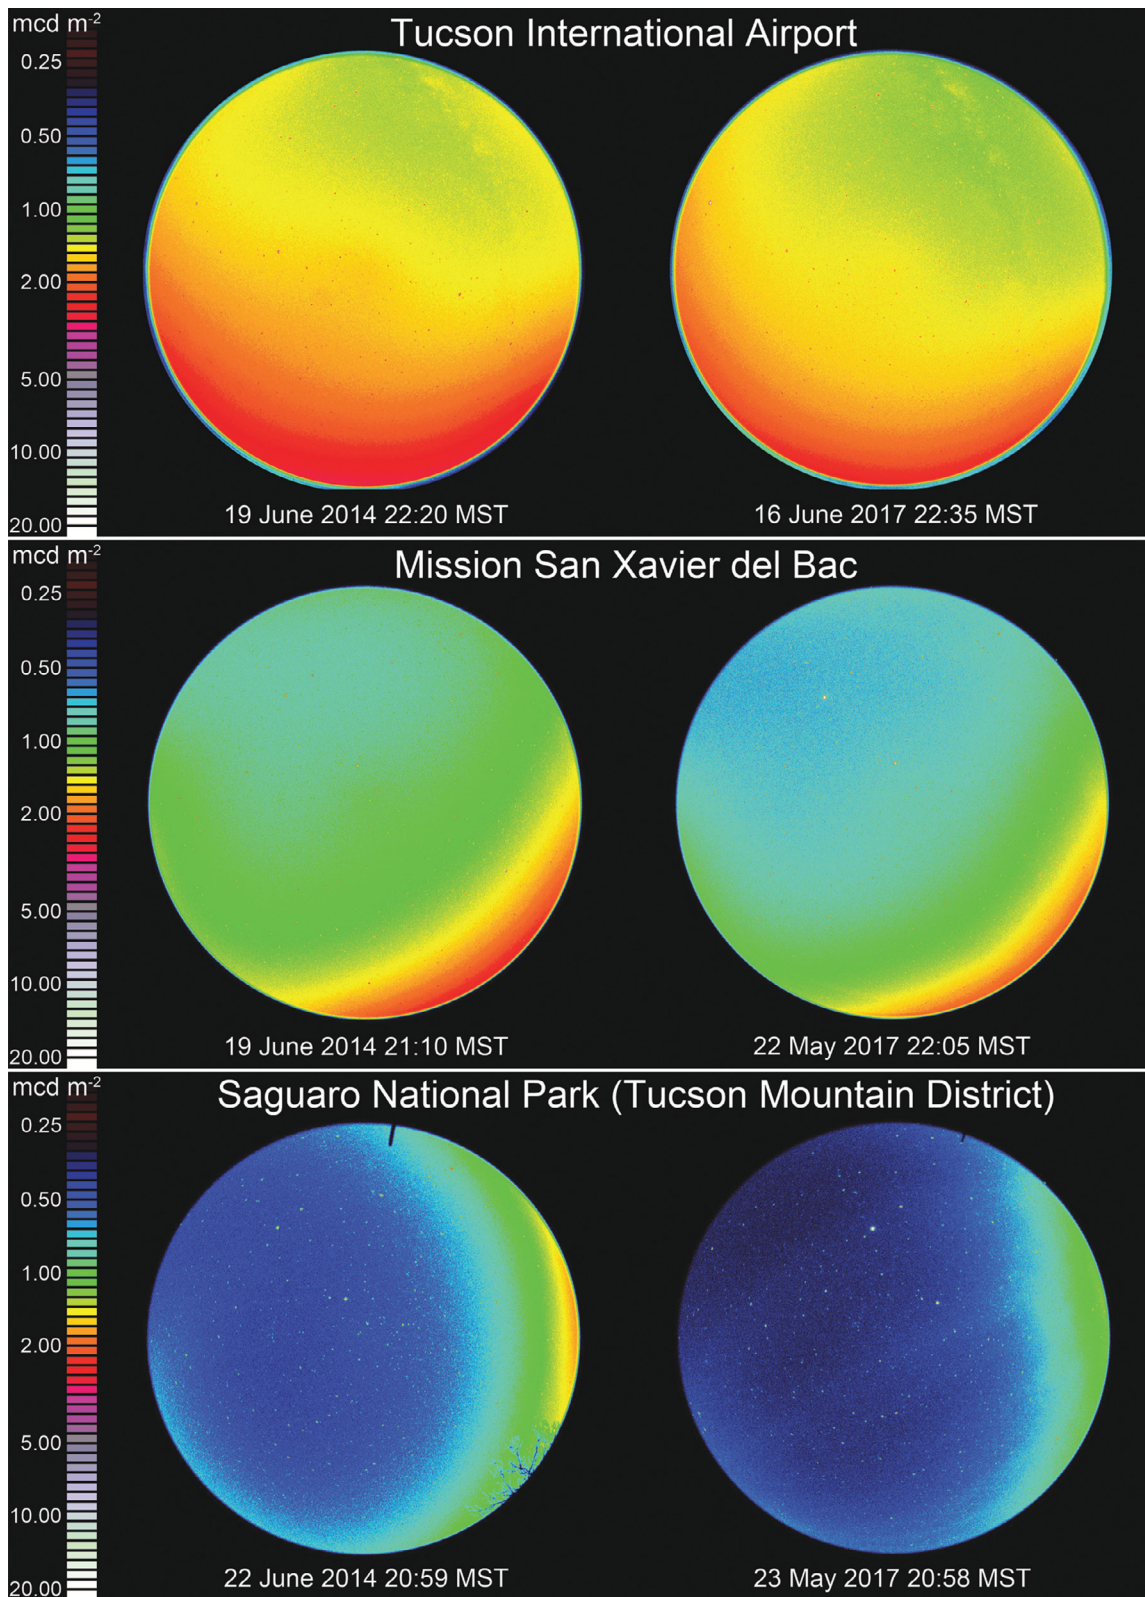 mcd m-2
Tucson International Airport
0.25
0.50
1.00
2.00
5.00
10.00
20.00
19 June 2014 22:20 MST
16 June 2017 22:35 MST
mcd m-2
Mission San Xavier del Bac
0.25
0.50
1.00
2.00
5.00
10.00
20.00
19 June 2014 21:10 MST
22 May 2017 22:05 MST
mcd m-2
Saguaro National Park (Tucson Mountain District)
0.25
0.50
1.00
2.00
5.00
10.00
20.00
22 June 2014 20:59 MST
23 May 2017 20:58 MST